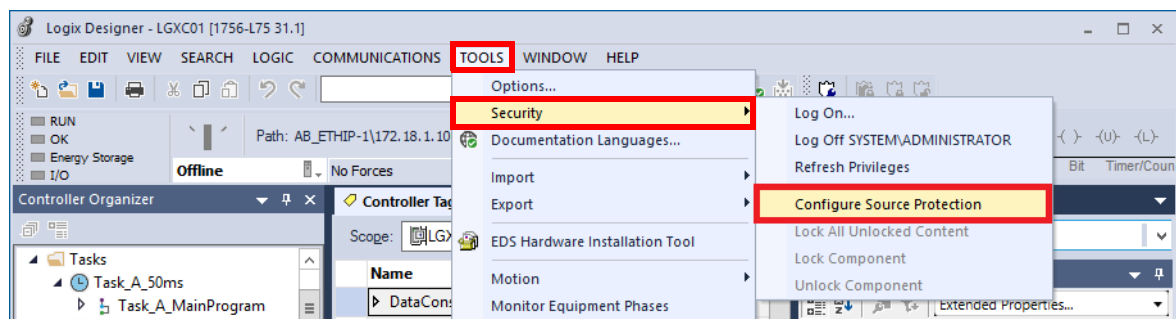 Logix Designer - LGXC01 [1756-L75 31.1]
FILE EDIT VIEW SEARCH LOGIC COMMUNICATIONS TOOLS WINDOW HELP
Options...
Security
Documentation Languages...
Import
Export
EDS Hardware Installation Tool
Motion
Monitor Equipment Phases
Log On...
Log Off SYSTEM\ADMINISTRATOR
Refresh Privileges
Configure Source Protection
Lock All Unlocked Content
Lock Component
Unlock Component
RUN
OK
Energy Storage
I/O
Path: AB_ETHIP-1\172.18.1.10
Offline
No Forces
-( )- -(U)- -(L)-
Bit Timer/Coun
Controller Organizer
Controller Tag
Scope: LGX
Name
DataCons
Tasks
Task_A_50ms
Task_A_MainProgram
Extended Properties...